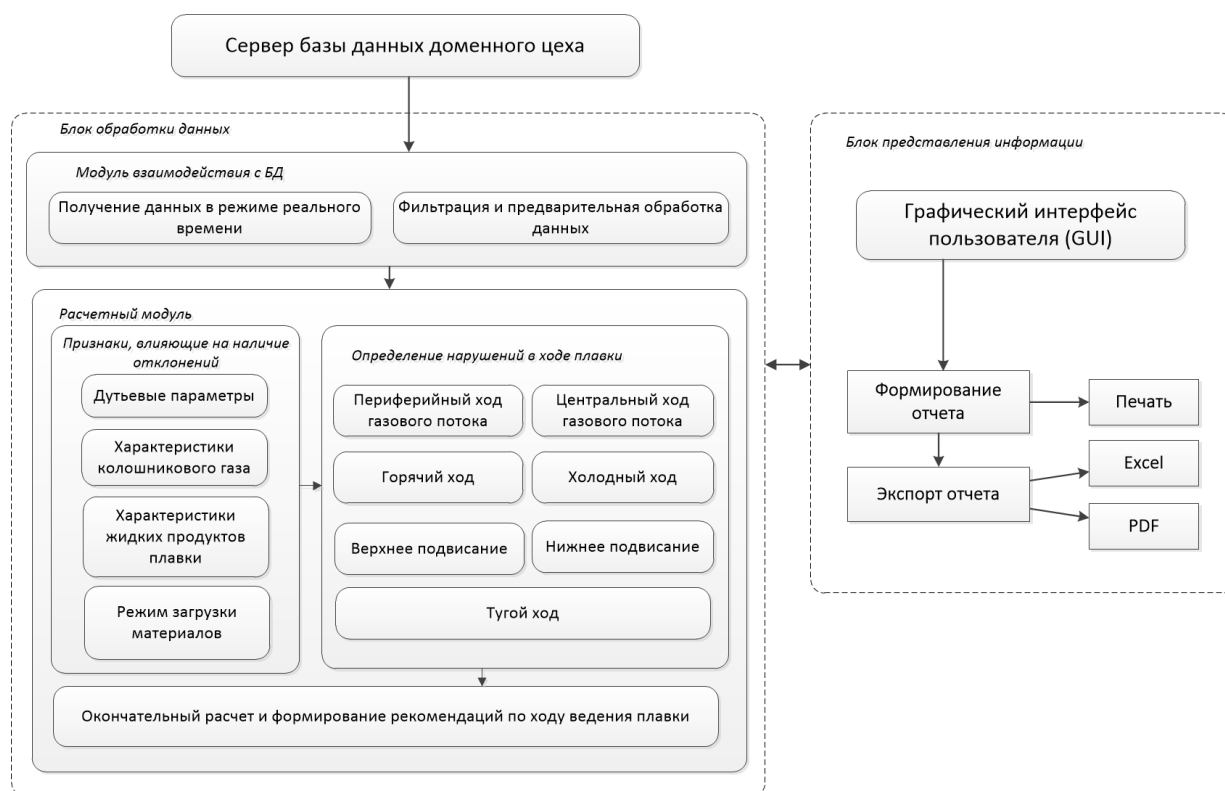 Сервер базы данных доменного цеха
Блок обработки данных
Модуль взаимодействия с БД
Получение данных в режиме реального
времени
Фильтрация и предварительная обработка
данных
Расчетный модуль
Признаки, влияющие на наличие
отклонений
Дутьевые параметры
Характеристики
колошникового газа
Характеристики
жидких продуктов
плавки
Режим загрузки
материалов
Определение нарушений в ходе плавки
Периферийный ход
газового потока
Центральный ход
газового потока
Горячий ход
Холодный ход
Верхнее подвисание
Нижнее подвисание
Тугой ход
Окончательный расчет и формирование рекомендаций по ходу ведения плавки
Блок представления информации
Графический интерфейс
пользователя (GUI)
Формирование
отчета
Печать
Экспорт отчета
Excel
PDF